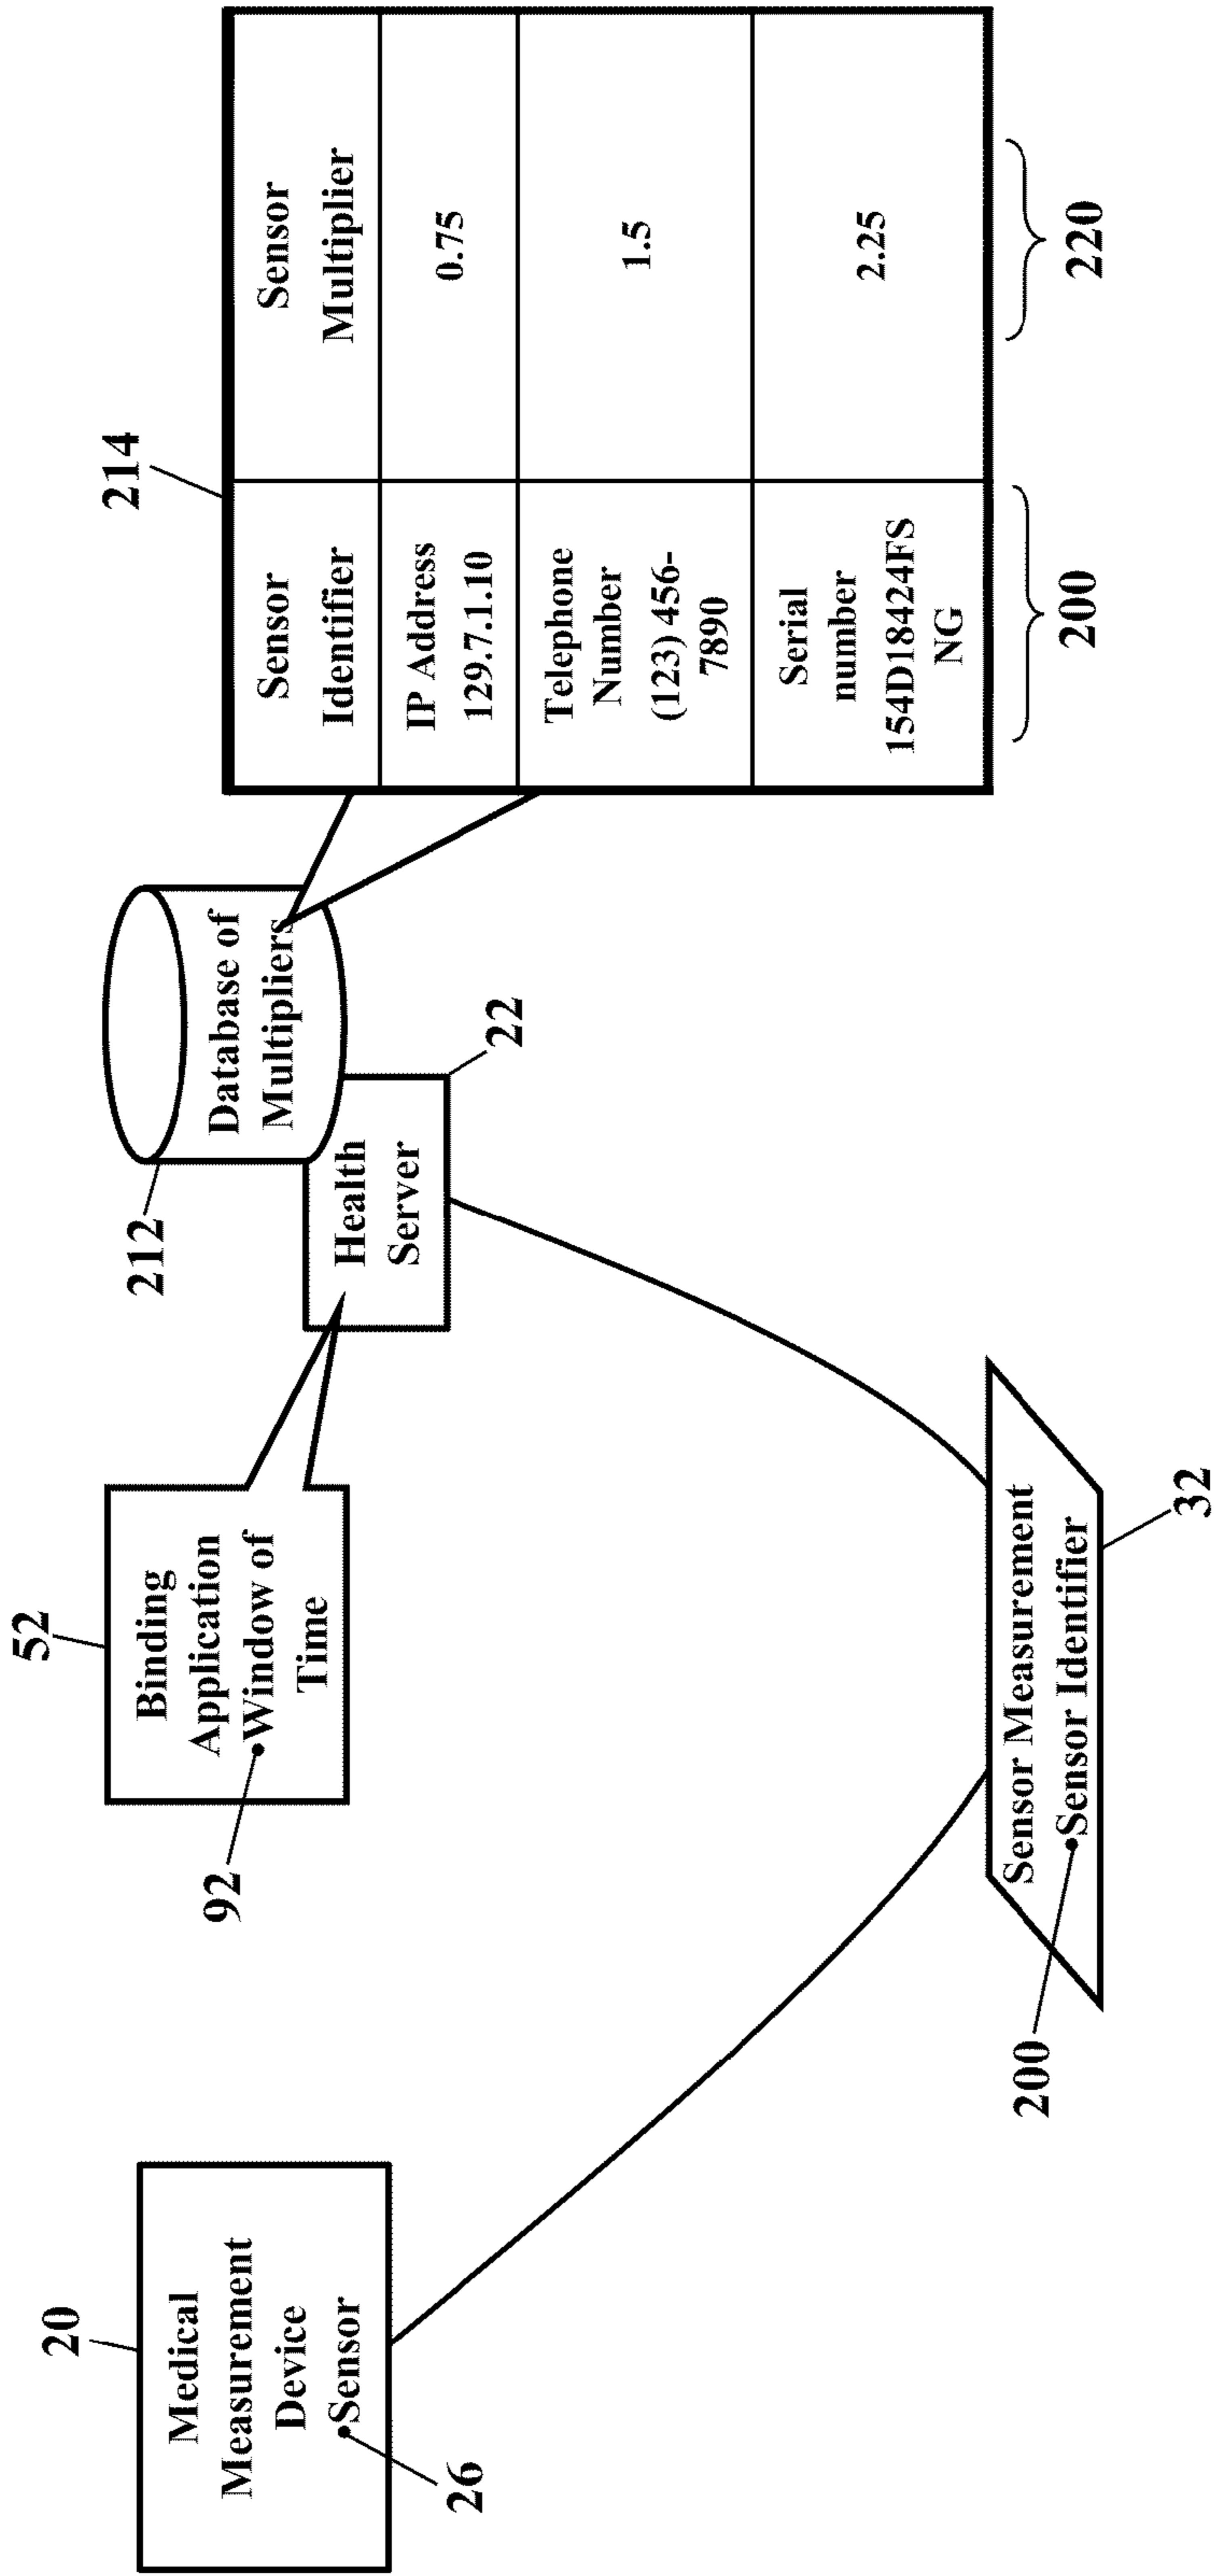 20
Medical
Measurement
Device
•Sensor
26
52
Binding
Application
•Window of
Time
92
212
Database of
Multipliers
Health
Server
22
Sensor Measurement
•Sensor Identifier
200
32
214
Sensor
Identifier
Sensor
Multiplier
IP Address
129.7.1.10
0.75
Telephone
Number
(123) 456-
7890
1.5
Serial
number
154D18424FS
NG
2.25
200
220